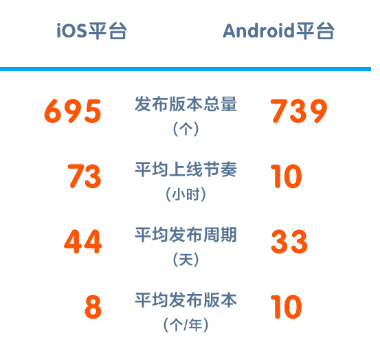 iOS平台 Android平台
695 发布版本总量 739
（个）
73 平均上线节奏 10
（小时）
44 平均发布周期 33
（天）
8 平均发布版本 10
（个/年）